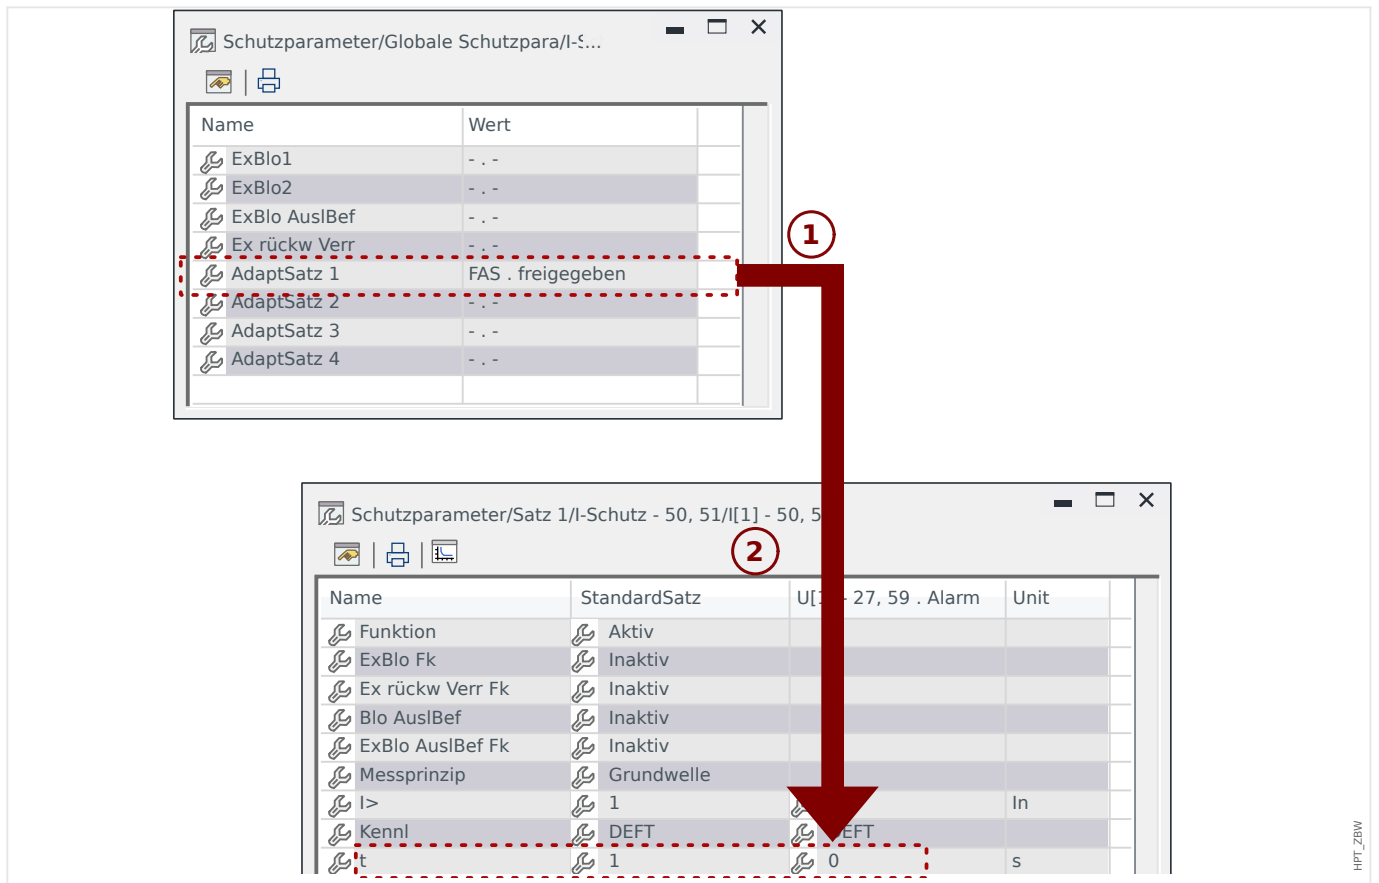 Schutzparameter/Globale Schutzpara/I-S...
Name Wert
ExBlo1 - . -
ExBlo2 - . -
ExBlo AuslBef - . -
Ex rückw Verr - . -
AdaptSatz 1 FAS . freigegeben
AdaptSatz 2 - . -
AdaptSatz 3 - . -
AdaptSatz 4 - . -
1
Schutzparameter/Satz 1/I-Schutz - 50, 51/I[1] - 50, 5
2
Name StandardSatz - 27, 59 . Alarm Unit
Funktion Aktiv
ExBlo Fk Inaktiv
Ex rückw Verr Fk Inaktiv
Blo AuslBef Inaktiv
ExBlo AuslBef Fk Inaktiv
Messprinzip Grundwelle
I> 1 In
Kennl DEFT EFT
t 1 0 s
HPT_ZBW